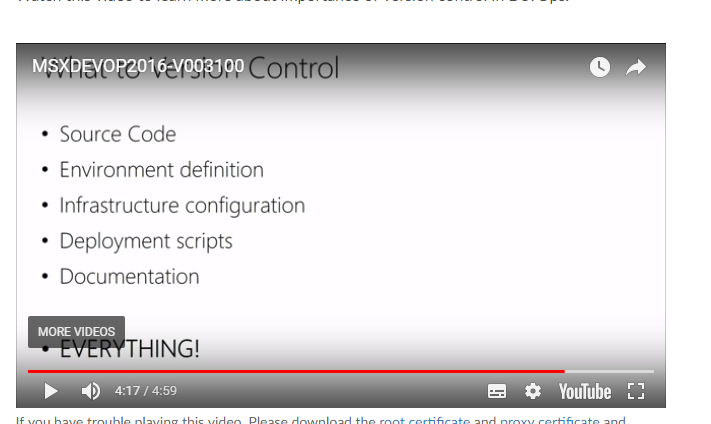 Watch this video to learn more about importance of version control in DevOps.
MSXDEVOP2016-V003100
What to Version Control
• Source Code
• Environment definition
• Infrastructure configuration
• Deployment scripts
• Documentation
MORE VIDEOS
• EVERYTHING!
4:17 / 4:59
YouTube
If you have trouble playing this video, Please download the root certificate and proxy certificate and